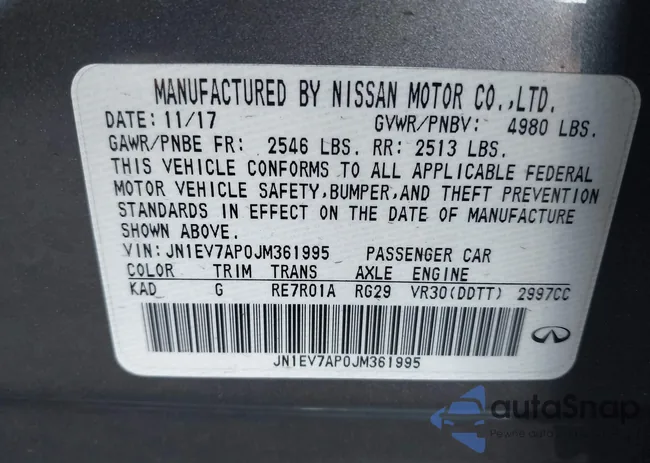 MANUFACTURED BY NISSAN MOTOR CO.,LTD.
DATE: 11/17 GVWR/PNBV: 4980 LBS.
GAWR/PNBE FR: 2546 LBS. RR: 2513 LBS.
THIS VEHICLE CONFORMS TO ALL APPLICABLE FEDERAL
MOTOR VEHICLE SAFETY,BUMPER,AND THEFT PREVENTION
STANDARDS IN EFFECT ON THE DATE OF MANUFACTURE
SHOWN ABOVE.
VIN: JN1EV7AP0JM361995 PASSENGER CAR
COLOR TRIM TRANS AXLE ENGINE
KAD G RE7R01A RG29 VR30(DDTT) 2997CC
JN1EV7AP0JM361995
autoSnap
Pewne auto